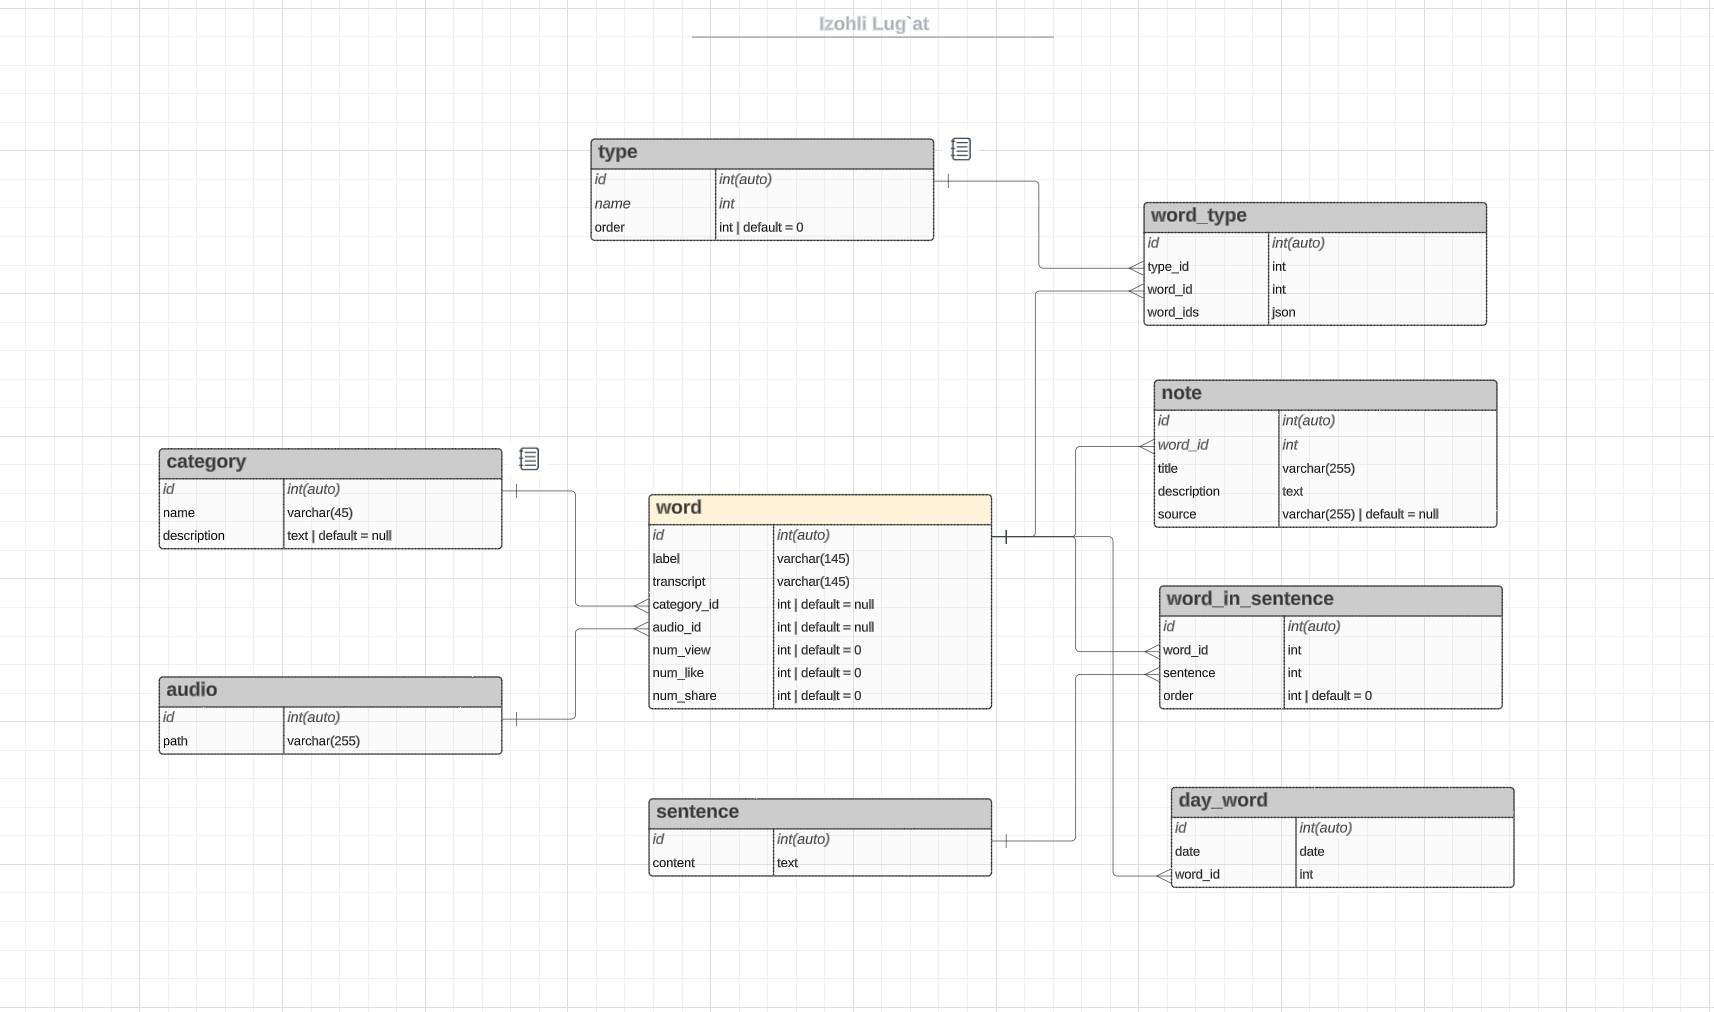 Izohli Lug`at
type
id int(auto)
name int
order int | default = 0
word_type
id int(auto)
type_id int
word_id int
word_ids json
note
id int(auto)
word_id int
title varchar(255)
description text
source varchar(255) | default = null
category
id int(auto)
name varchar(45)
description text | default = null
word
id int(auto)
label varchar(145)
transcript varchar(145)
category_id int | default = null
audio_id int | default = null
num_view int | default = 0
num_like int | default = 0
num_share int | default = 0
word_in_sentence
id int(auto)
word_id int
sentence int
order int | default = 0
audio
id int(auto)
path varchar(255)
sentence
id int(auto)
content text
day_word
id int(auto)
date date
word_id int